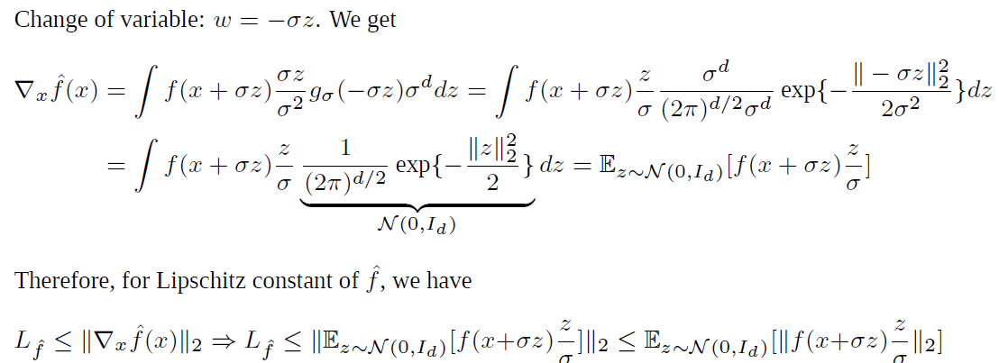 Change of variable: $w = -\sigma z$. We get
$\nabla_x \hat{f}(x) = \int f(x + \sigma z) \frac{\sigma z}{\sigma^2} g_\sigma(-\sigma z) \sigma^d dz = \int f(x + \sigma z) \frac{z}{\sigma} \frac{\sigma^d}{(2\pi)^{d/2} \sigma^d} \exp\{-\frac{\| - \sigma z\|_2^2}{2\sigma^2}\} dz$
$= \int f(x + \sigma z) \frac{z}{\sigma} \underbrace{\frac{1}{(2\pi)^{d/2}} \exp\{-\frac{\|z\|_2^2}{2}\}}_{\mathcal{N}(0, I_d)} dz = \mathbb{E}_{z \sim \mathcal{N}(0, I_d)}[f(x + \sigma z) \frac{z}{\sigma}]$
Therefore, for Lipschitz constant of $\hat{f}$, we have
$L_{\hat{f}} \leq \|\nabla_x \hat{f}(x)\|_2 \Rightarrow L_{\hat{f}} \leq \|\mathbb{E}_{z \sim \mathcal{N}(0, I_d)}[f(x + \sigma z) \frac{z}{\sigma}]\|_2 \leq \mathbb{E}_{z \sim \mathcal{N}(0, I_d)}[\|f(x + \sigma z) \frac{z}{\sigma}\|_2]$